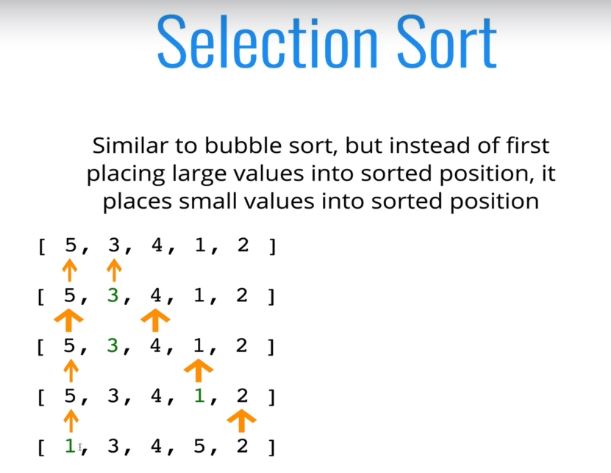 Selection Sort
Similar to bubble sort, but instead of first
placing large values into sorted position, it
places small values into sorted position
[ 5, 3, 4, 1, 2 ]
[ 5, 3, 4, 1, 2 ]
[ 5, 3, 4, 1, 2 ]
[ 5, 3, 4, 1, 2 ]
[ 1, 3, 4, 5, 2 ]